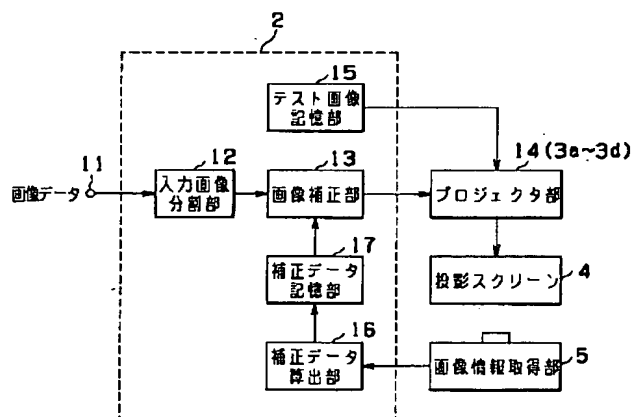 2
15
テスト画像
記憶部
14(3a~3d)
11
12
13
画像データ
入力画像
分割部
画像補正部
プロジェクタ部
17
補正データ
記憶部
投影スクリーン
4
16
補正データ
算出部
画像情報取得部
5